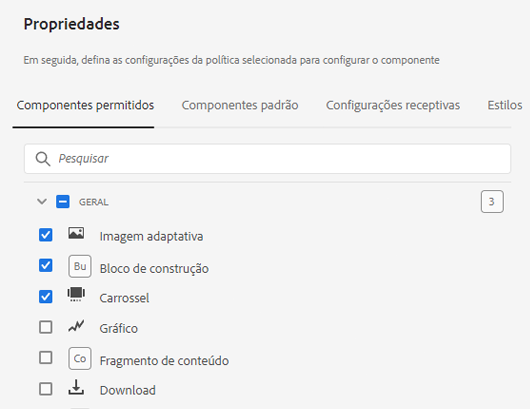 Propriedades
Em seguida, defina as configurações da política selecionada para configurar o componente
Componentes permitidos Componentes padrão Configurações receptivas Estilos
Pesquisar
GERAL 3
Imagem adaptativa
Bu Bloco de construção
Carrossel
Gráfico
Co Fragmento de conteúdo
Download